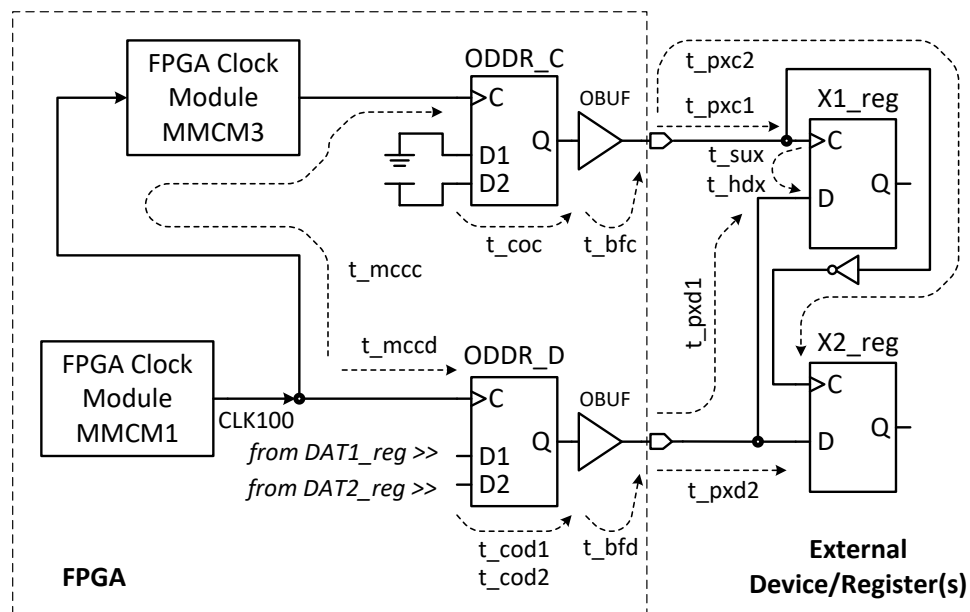 FPGA Clock
Module
MMCM3
ODDR_C
C
D1
D2
Q
OBUF
t_pxc2
t_pxc1
X1_reg
t_sux
t_hdx
C
Q
D
t_coc
t_bfc
t_mccc
t_pxd1
t_mccd
FPGA Clock
Module
MMCM1
CLK100
ODDR_D
C
Q
D1
D2
OBUF
from DAT1_reg >>
from DAT2_reg >>
X2_reg
C
D
Q
t_pxd2
t_cod1
t_cod2
t_bfd
FPGA
External
Device/Register(s)